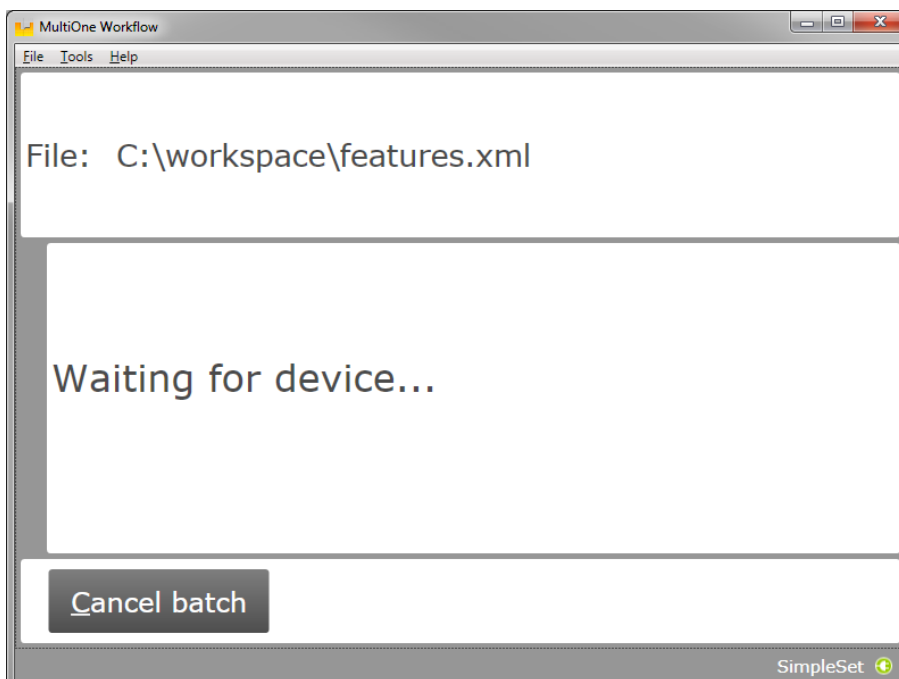 MultiOne Workflow
File Tools Help
File: C:\workspace\features.xml
Waiting for device...
Cancel batch
SimpleSet